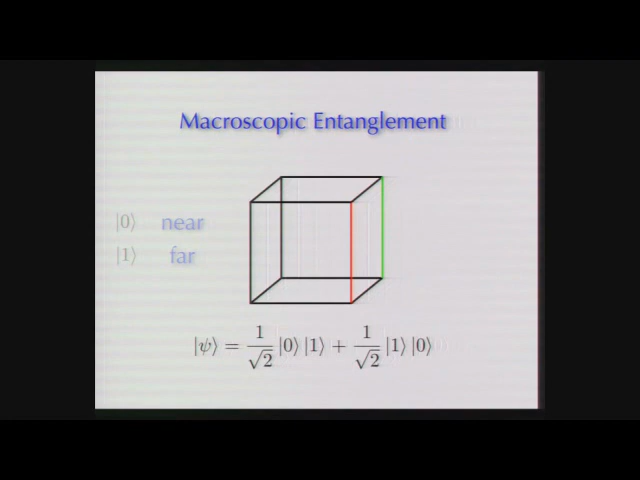 Macroscopic Entanglement
|0⟩ near
|1⟩ far
|ψ⟩ = 1/√2 |0⟩|1⟩ + 1/√2 |1⟩|0⟩